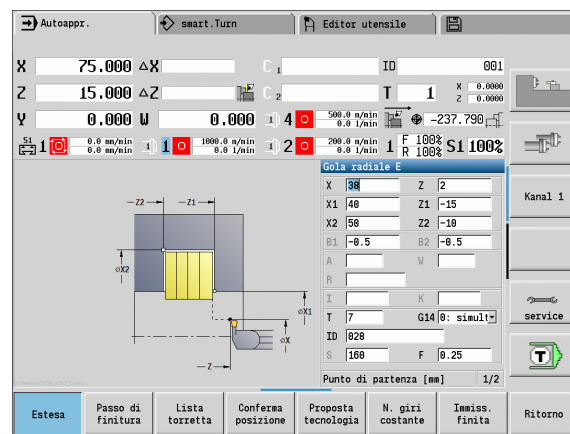 Autoappr. smart.Turn Editor utensile
X 75.000 △X C 1 ID 001
Z 15.000 △Z C 2 T 1 X 0.0000 Z 0.0000
Y 0.000 W 0.000 4 500.0 m/min 0.0 1/min -237.790
S1 1 0.0 mm/min 0.0 mm/min 1 1000.0 m/min 0.0 1/min 2 200.0 m/min 0.0 1/min 1 F 100% R 100% S1 100%
Gola radiale E
X 38 Z 2
X1 40 Z1 -15
X2 50 Z2 -10
B1 -0.5 B2 -0.5
A W
R
I K
T 7 G14 0: simult
ID 028
S 160 F 0.25
Punto di partenza [mm] 1/2
Z2 Z1
øX2
øX1
øX
Z
Kanal 1
service
T
Estesa
Passo di finitura
Lista torretta
Conferma posizione
Proposta tecnologia
N. giri costante
Immiss. finita
Ritorno